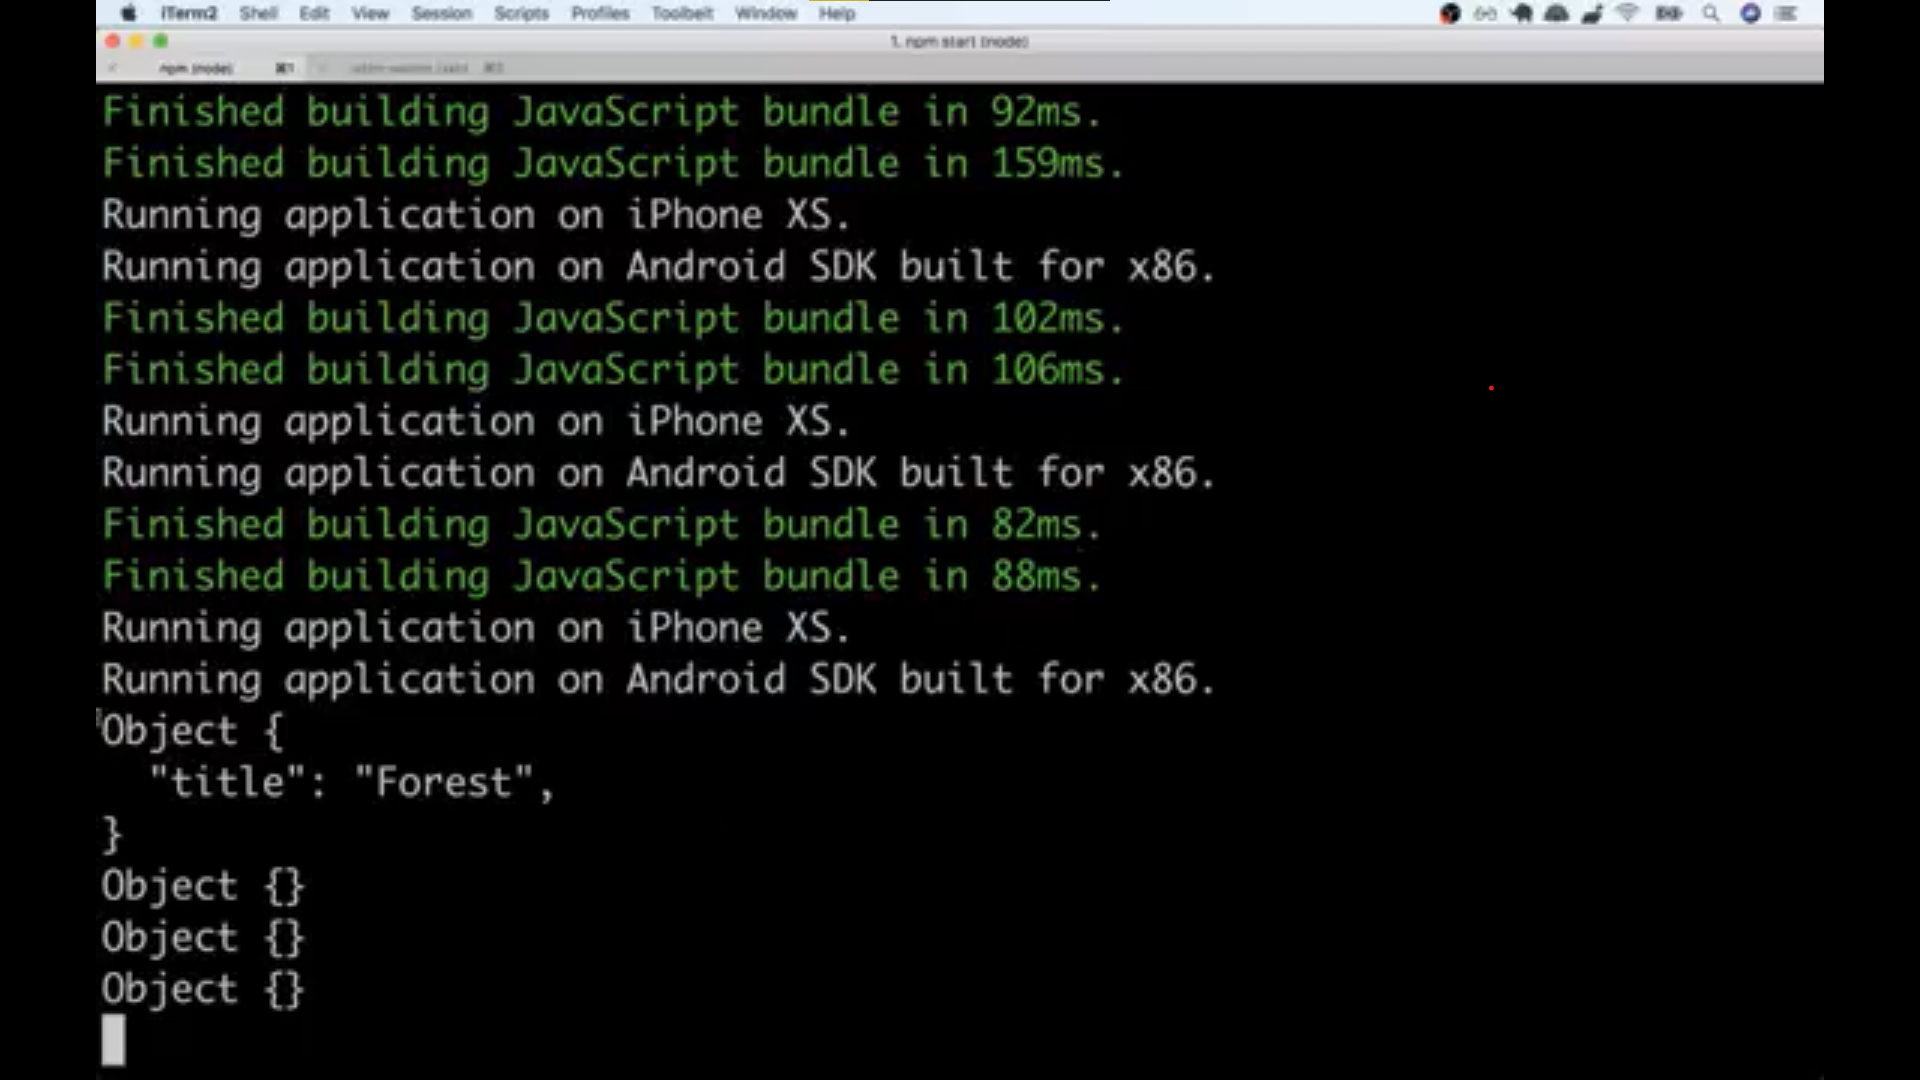 iTerm2 Shell Edit View Session Scripts Profiles Toolbelt Window Help
1. npm start (node)
npm (node) ⌘1
Finished building JavaScript bundle in 92ms.
Finished building JavaScript bundle in 159ms.
Running application on iPhone XS.
Running application on Android SDK built for x86.
Finished building JavaScript bundle in 102ms.
Finished building JavaScript bundle in 106ms.
Running application on iPhone XS.
Running application on Android SDK built for x86.
Finished building JavaScript bundle in 82ms.
Finished building JavaScript bundle in 88ms.
Running application on iPhone XS.
Running application on Android SDK built for x86.
Object {
  "title": "Forest",
}
Object {}
Object {}
Object {}